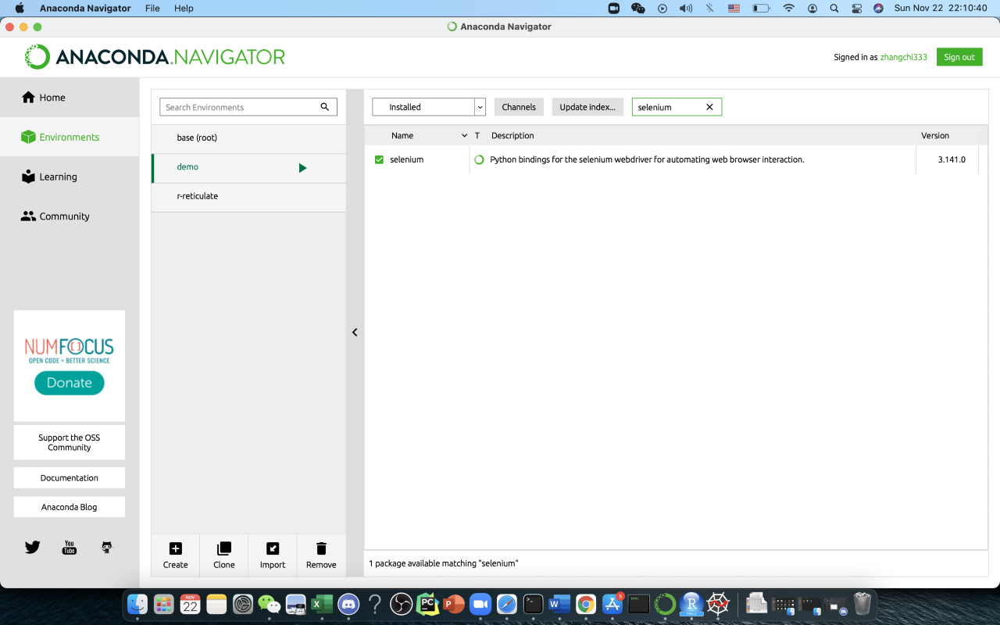 Anaconda Navigator File Help Sun Nov 22 22:10:40
Anaconda Navigator
ANACONDA.NAVIGATOR
Signed in as zhangchi333 Sign out
Home
Environments
Learning
Community
NUMFOCUS
OPEN CODE = BETTER SCIENCE
Donate
Support the OSS
Community
Documentation
Anaconda Blog
You
Tube
Search Environments
base (root)
demo
r-reticulate
Create Clone Import Remove
Installed Channels Update index... selenium
Name T Description Version
selenium Python bindings for the selenium webdriver for automating web browser interaction. 3.141.0
1 package available matching "selenium"
NOV
22
X
?
PC
P
>_
W
exec
R